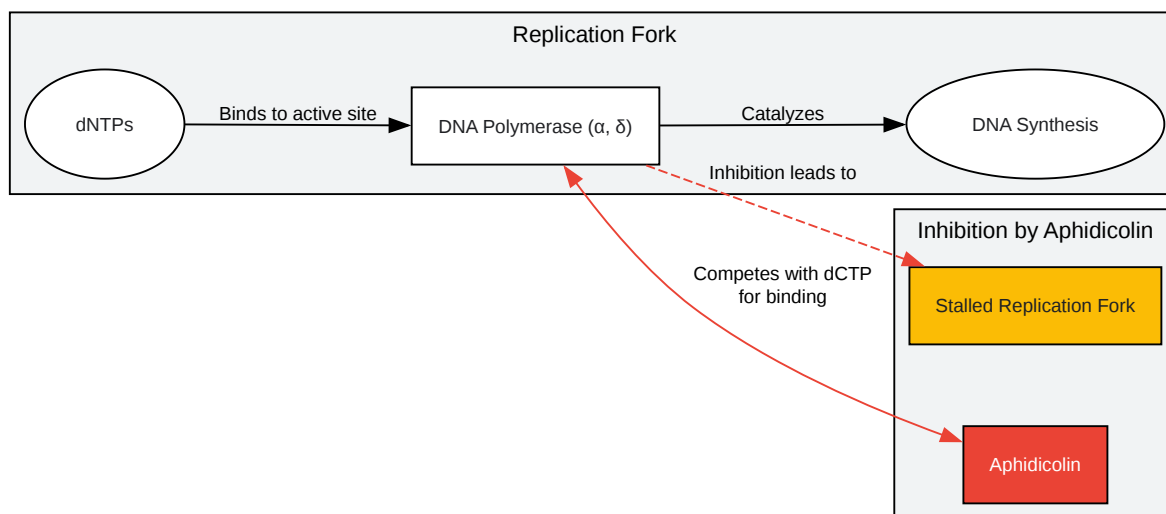 Replication Fork
dNTPs
Binds to active site
DNA Polymerase (α, δ)
Catalyzes
DNA Synthesis
Inhibition leads to
Inhibition by Aphidicolin
Competes with dCTP
for binding
Stalled Replication Fork
Aphidicolin